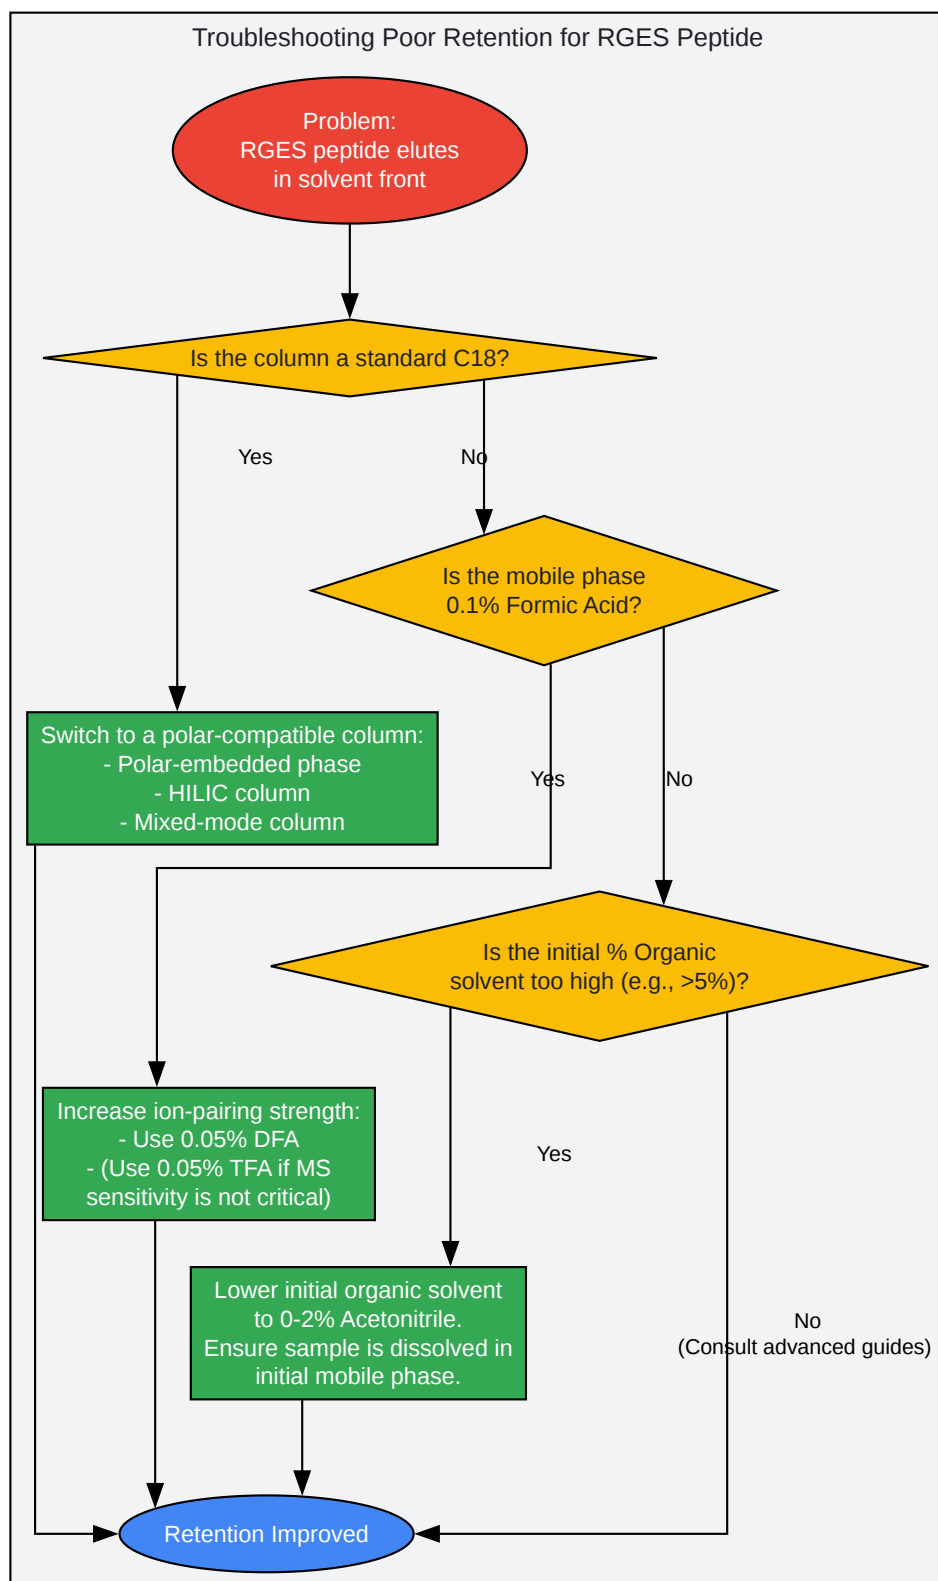 Troubleshooting Poor Retention for RGES Peptide
Problem:
RGES peptide elutes
in solvent front
Is the column a standard C18?
Yes
No
Is the mobile phase
0.1% Formic Acid?
Switch to a polar-compatible column:
- Polar-embedded phase
- HILIC column
- Mixed-mode column
Yes
No
Is the initial % Organic
solvent too high (e.g., >5%)?
Increase ion-pairing strength:
- Use 0.05% DFA
- (Use 0.05% TFA if MS
sensitivity is not critical)
Yes
Lower initial organic solvent
to 0-2% Acetonitrile.
Ensure sample is dissolved in
initial mobile phase.
No
(Consult advanced guides)
Retention Improved